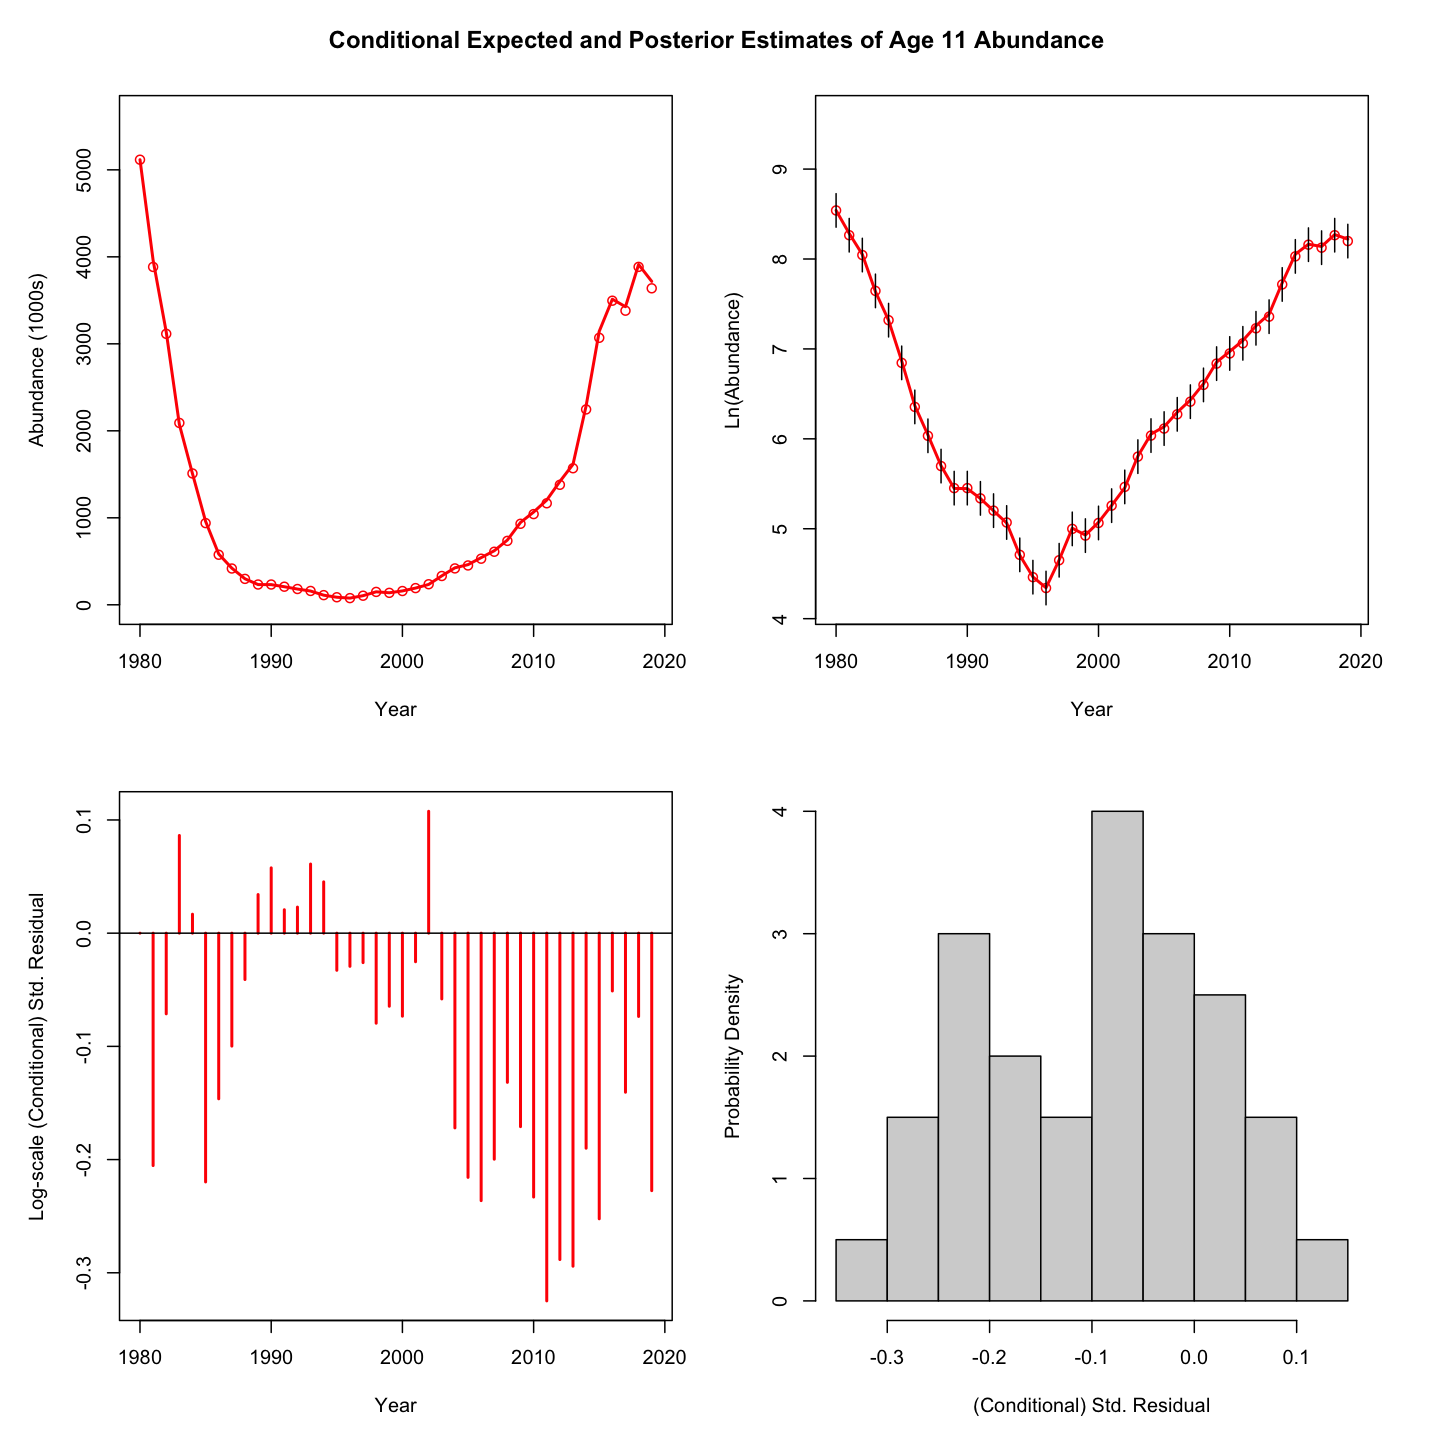 Conditional Expected and Posterior Estimates of Age 11 Abundance
Abundance (1000s)
5000
4000
3000
2000
1000
0
1980 1990 2000 2010 2020
Year
Ln(Abundance)
9
8
7
6
5
4
1980 1990 2000 2010 2020
Year
Log-scale (Conditional) Std. Residual
0.1
0.0
-0.1
-0.2
-0.3
1980 1990 2000 2010 2020
Year
Probability Density
4
3
2
1
0
-0.3 -0.2 -0.1 0.0 0.1
(Conditional) Std. Residual